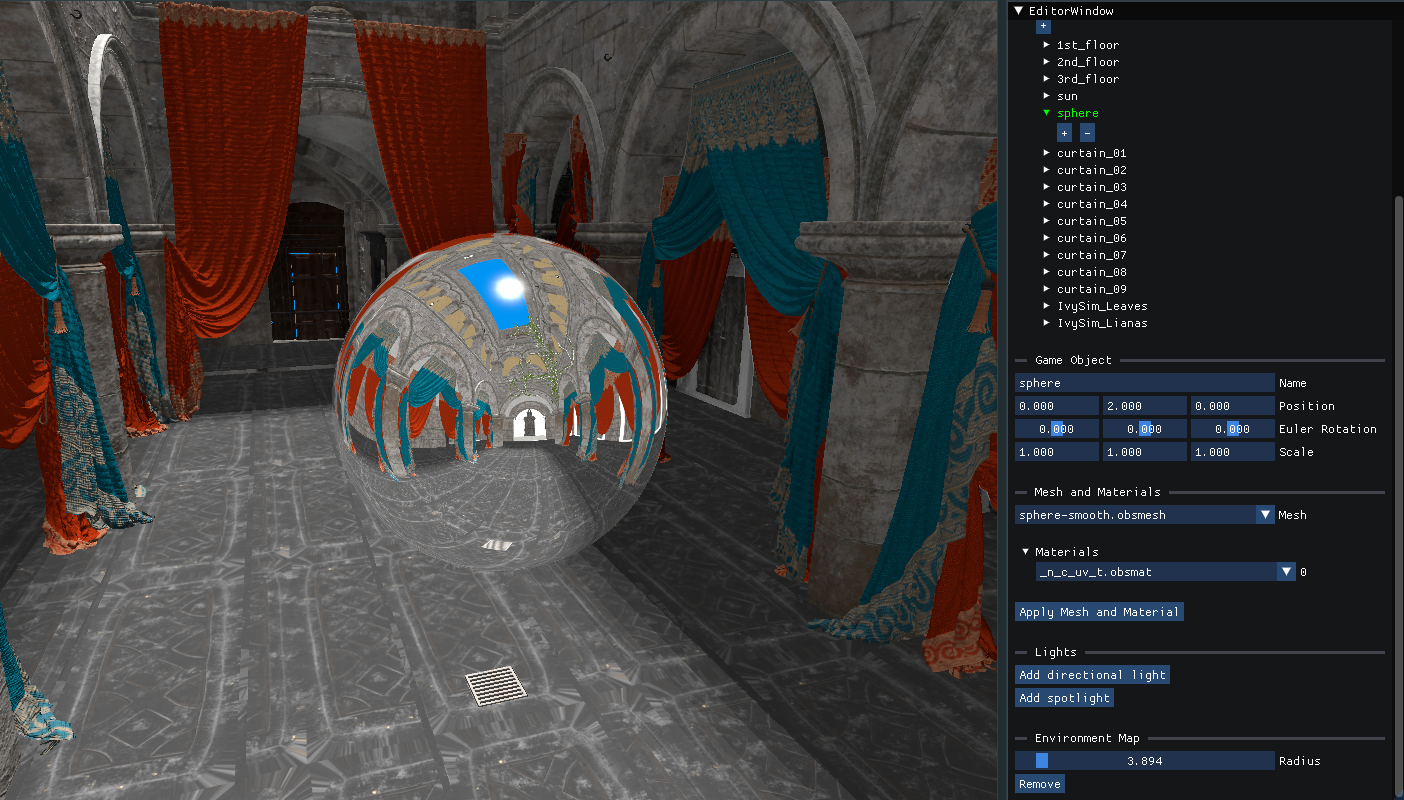 EditorWindow
+
1st_floor
2nd_floor
3rd_floor
sun
sphere
+ -
curtain_01
curtain_02
curtain_03
curtain_04
curtain_05
curtain_06
curtain_07
curtain_08
curtain_09
IvySim_Leaves
IvySim_Lianas
Game Object
sphere Name
0.000 2.000 0.000 Position
0.000 0.000 0.000 Euler Rotation
1.000 1.000 1.000 Scale
Mesh and Materials
sphere-smooth.obsmesh Mesh
Materials
_n_c_uv_t.obsmat 0
Apply Mesh and Material
Lights
Add directional light
Add spotlight
Environment Map
3.894 Radius
Remove